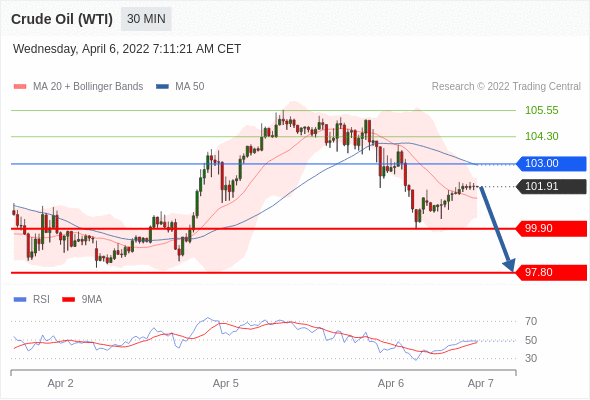 Crude Oil (WTI) 30 MIN
Wednesday, April 6, 2022 7:11:21 AM CET
MA 20 + Bollinger Bands MA 50 Research © 2022 Trading Central
105.55
104.30
103.00
101.91
99.90
97.80
RSI 9MA
70
50
30
Apr 2 Apr 5 Apr 6 Apr 7